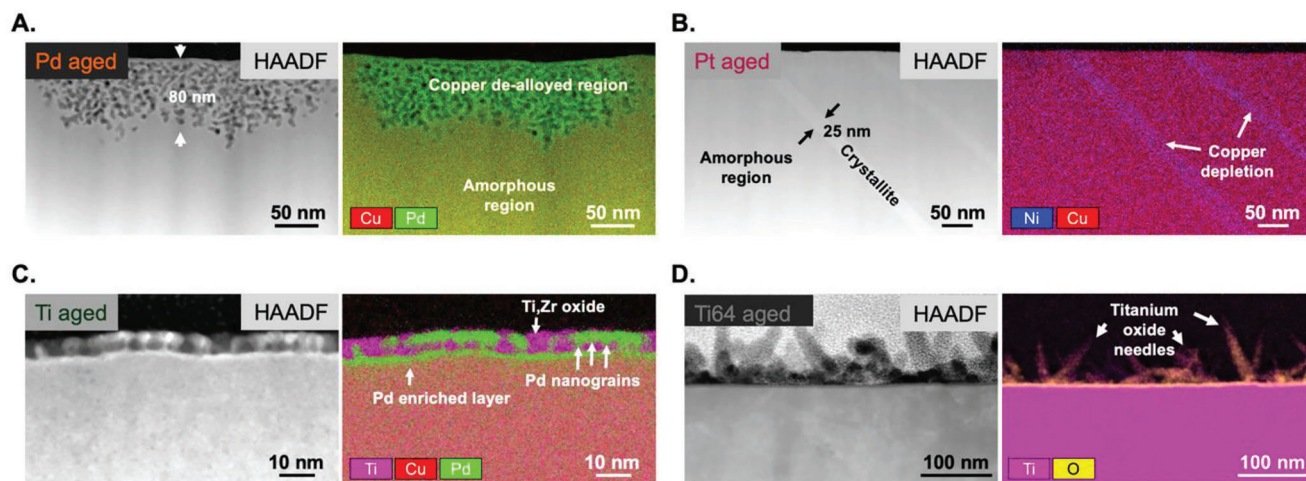 A.
Pd aged
HAADF
80 nm
50 nm
Copper de-alloyed region
Amorphous
region
Cu
Pd
50 nm
B.
Pt aged
HAADF
25 nm
Amorphous
region
Crystallite
50 nm
Copper
depletion
Ni
Cu
50 nm
C.
Ti aged
HAADF
10 nm
Ti,Zr oxide
Pd nanograins
Pd enriched layer
Ti
Cu
Pd
10 nm
D.
Ti64 aged
HAADF
100 nm
Titanium
oxide
needles
Ti
O
100 nm